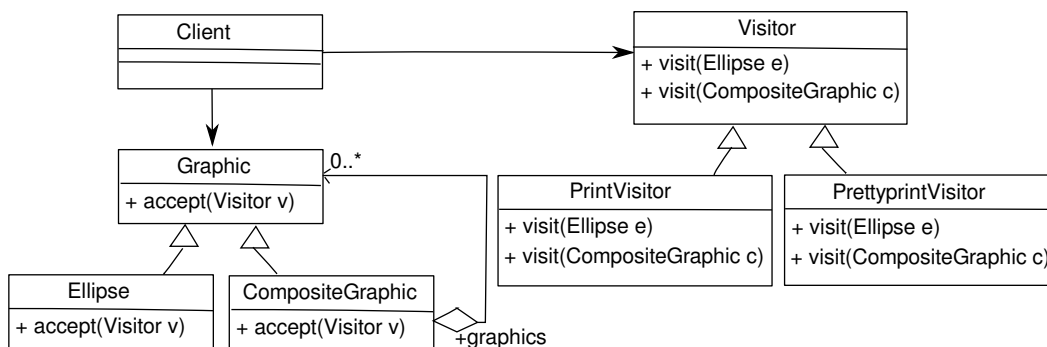 Client
Visitor
+ visit(Ellipse e)
+ visit(CompositeGraphic c)
Graphic
+ accept(Visitor v)
0..*
PrintVisitor
+ visit(Ellipse e)
+ visit(CompositeGraphic c)
PrettyprintVisitor
+ visit(Ellipse e)
+ visit(CompositeGraphic c)
Ellipse
+ accept(Visitor v)
CompositeGraphic
+ accept(Visitor v)
+graphics